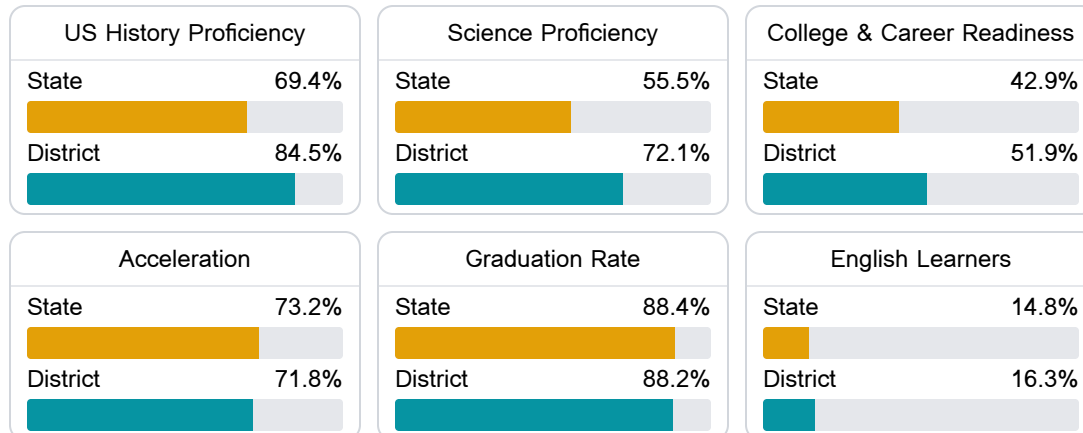 US History Proficiency
State 69.4%
District 84.5%
Science Proficiency
State 55.5%
District 72.1%
College & Career Readiness
State 42.9%
District 51.9%
Acceleration
State 73.2%
District 71.8%
Graduation Rate
State 88.4%
District 88.2%
English Learners
State 14.8%
District 16.3%